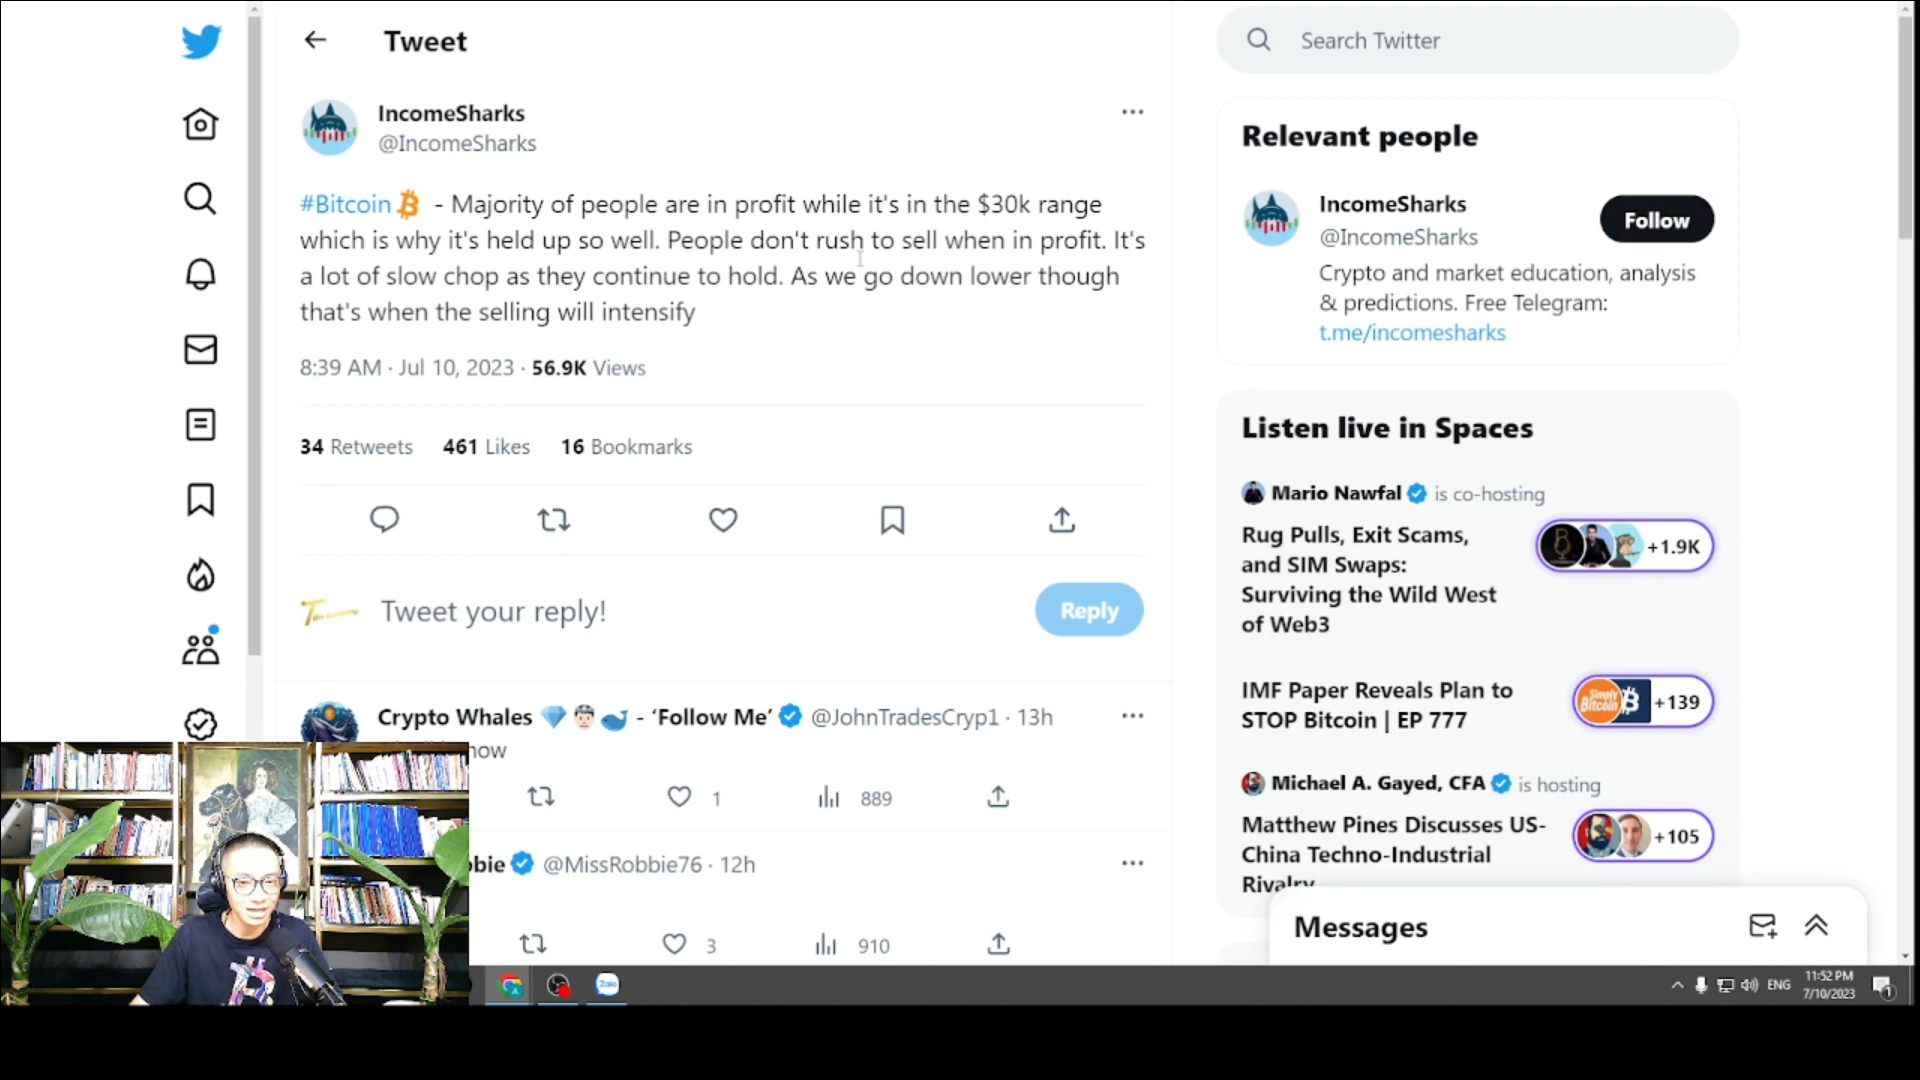 Tweet
Search Twitter
IncomeSharks
@IncomeSharks
#Bitcoin - Majority of people are in profit while it's in the $30k range
which is why it's held up so well. People don't rush to sell when in profit. It's
a lot of slow chop as they continue to hold. As we go down lower though
that's when the selling will intensify
8:39 AM · Jul 10, 2023 · 56.9K Views
34 Retweets 461 Likes 16 Bookmarks
Tweet your reply!
Reply
Crypto Whales 💎 🐋 - ‘Follow Me’ @JohnTradesCryp1 · 13h
now
1 889
bie @MissRobbie76 · 12h
3 910
Relevant people
IncomeSharks
@IncomeSharks
Follow
Crypto and market education, analysis
& predictions. Free Telegram:
t.me/incomesharks
Listen live in Spaces
Mario Nawfal is co-hosting
Rug Pulls, Exit Scams,
and SIM Swaps:
Surviving the Wild West
of Web3
+1.9K
IMF Paper Reveals Plan to
STOP Bitcoin | EP 777
Simply
Bitcoin
+139
Michael A. Gayed, CFA is hosting
Matthew Pines Discusses US-
China Techno-Industrial
Rivalry
+105
Messages
Zalo
ENG
11:52 PM
7/10/2023
1